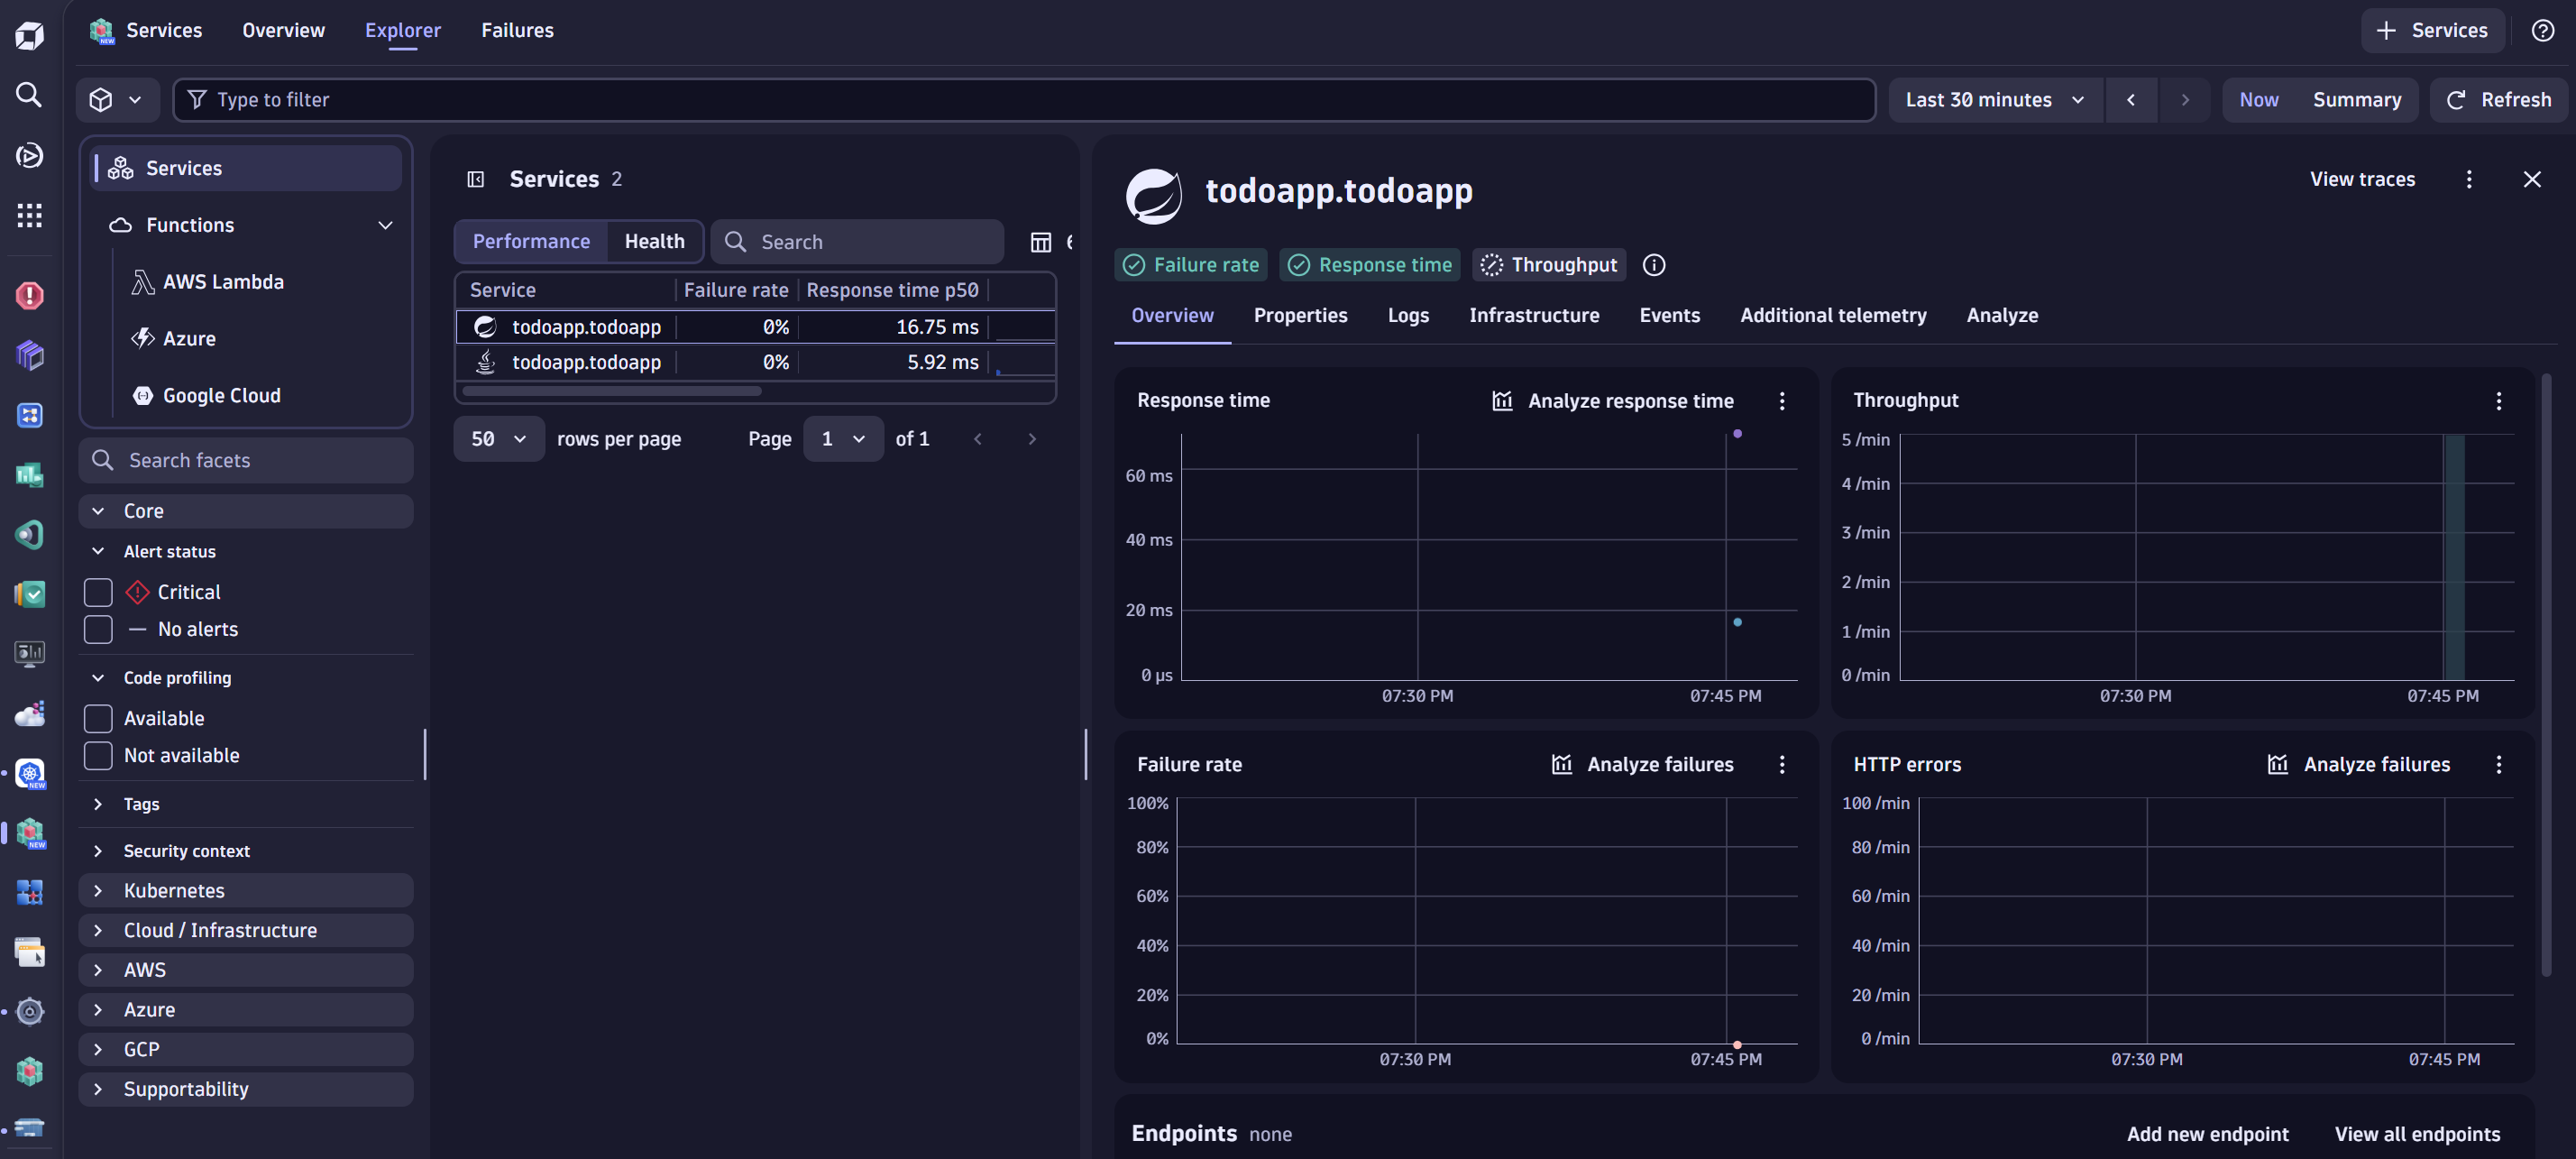 Services
Overview
Explorer
Failures
Services
Type to filter
Last 30 minutes
Now
Summary
Refresh
Services
Functions
AWS Lambda
Azure
Google Cloud
Search facets
Core
Alert status
Critical
No alerts
Code profiling
Available
Not available
Tags
Security context
Kubernetes
Cloud / Infrastructure
AWS
Azure
GCP
Supportability
NEW
NEW
NEW
Services 2
Performance
Health
Search
Service Failure rate Response time p50
todoapp.todoapp 0% 16.75 ms
todoapp.todoapp 0% 5.92 ms
50 rows per page Page 1 of 1
todoapp.todoapp
View traces
Failure rate
Response time
Throughput
Overview
Properties
Logs
Infrastructure
Events
Additional telemetry
Analyze
Response time
Analyze response time
60 ms
40 ms
20 ms
0 µs
07:30 PM
07:45 PM
Throughput
5 /min
4 /min
3 /min
2 /min
1 /min
0 /min
07:30 PM
07:45 PM
Failure rate
Analyze failures
100%
80%
60%
40%
20%
0%
07:30 PM
07:45 PM
HTTP errors
Analyze failures
100 /min
80 /min
60 /min
40 /min
20 /min
0 /min
07:30 PM
07:45 PM
Endpoints none
Add new endpoint
View all endpoints